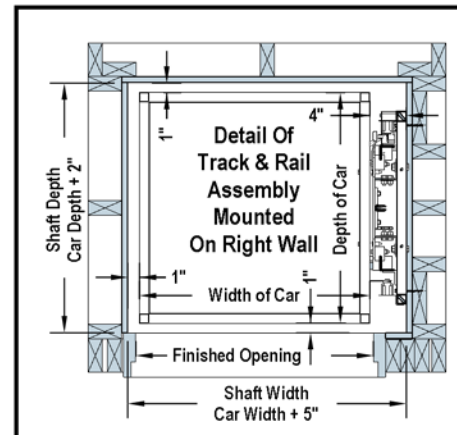 1"
4"
Detail Of
Track & Rail
Assembly
Mounted
On Right Wall
Shaft Depth
Car Depth + 2"
Depth of Car
1"
1"
Width of Car
Finished Opening
Shaft Width
Car Width + 5"